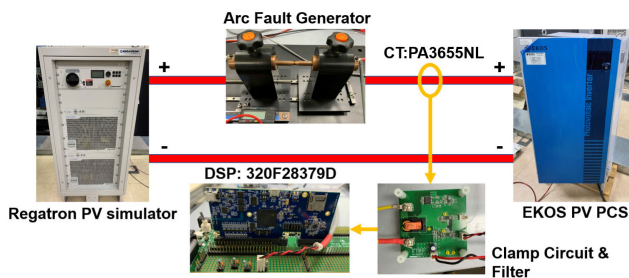 Arc Fault Generator
CT:PA3655NL
+
+
-
-
DSP: 320F28379D
Regatron PV simulator
EKOS PV PCS
Clamp Circuit &
Filter